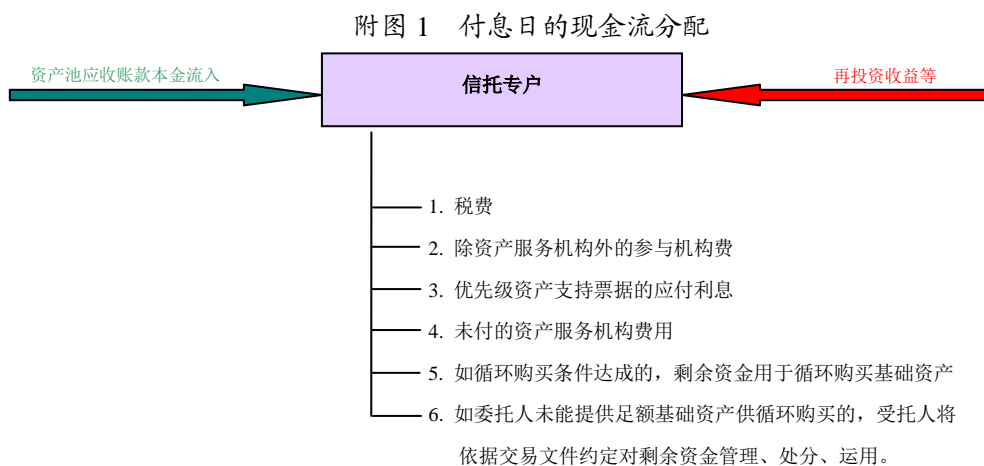 附图 1 付息日的现金流分配
资产池应收账款本金流入
信托专户
再投资收益等
1. 税费
2. 除资产服务机构外的参与机构费
3. 优先级资产支持票据的应付利息
4. 未付的资产服务机构费用
5. 如循环购买条件达成的，剩余资金用于循环购买基础资产
6. 如委托人未能提供足额基础资产供循环购买的，受托人将
依据交易文件约定对剩余资金管理、处分、运用。